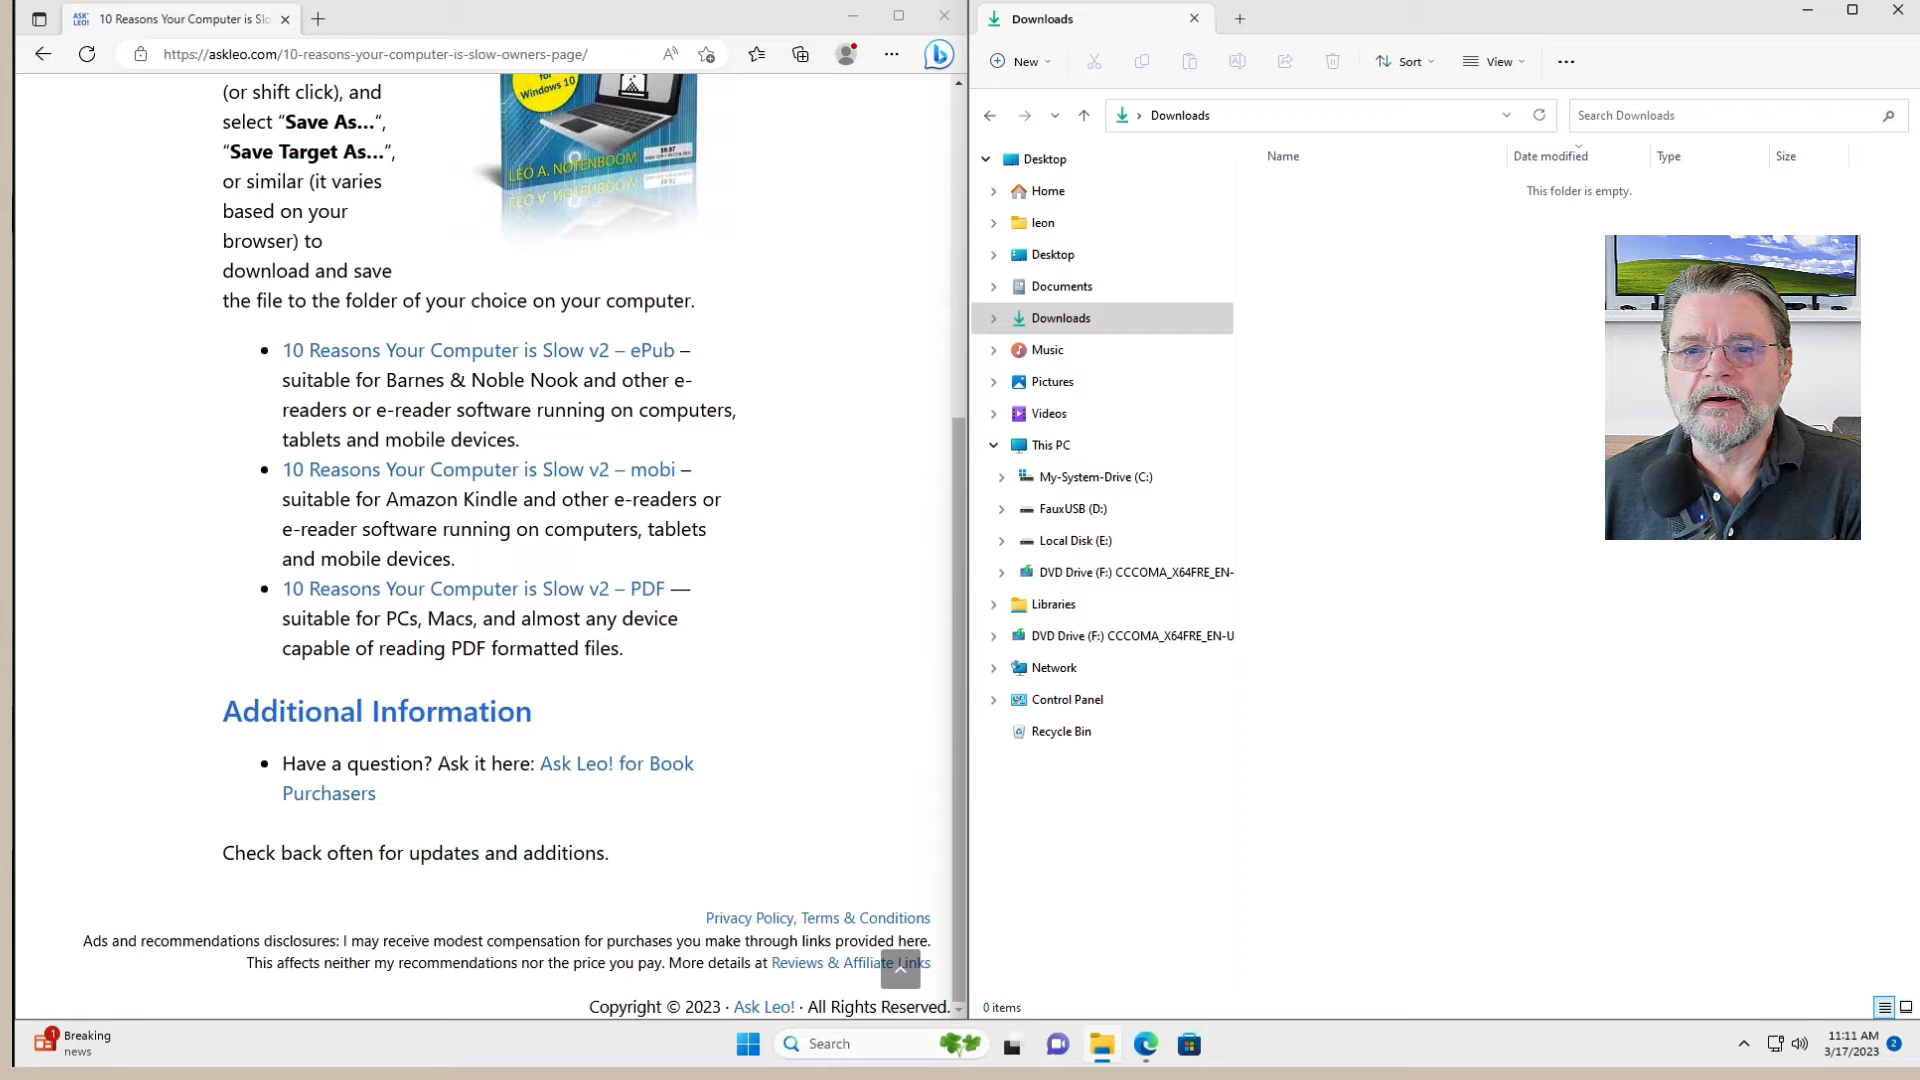 ASK LEO!
10 Reasons Your Computer is Slo
https://askleo.com/10-reasons-your-computer-is-slow-owners-page/
(or shift click), and
select “Save As…“,
“Save Target As…“,
or similar (it varies
based on your
browser) to
download and save
the file to the folder of your choice on your computer.
for
Windows 10
LEO A. NOTENBOOM
$9.97
10 Reasons Your Computer is Slow v2 – ePub –
suitable for Barnes & Noble Nook and other e-
readers or e-reader software running on computers,
tablets and mobile devices.
10 Reasons Your Computer is Slow v2 – mobi –
suitable for Amazon Kindle and other e-readers or
e-reader software running on computers, tablets
and mobile devices.
10 Reasons Your Computer is Slow v2 – PDF —
suitable for PCs, Macs, and almost any device
capable of reading PDF formatted files.
Additional Information
Have a question? Ask it here: Ask Leo! for Book
Purchasers
Check back often for updates and additions.
Privacy Policy, Terms & Conditions
Ads and recommendations disclosures: I may receive modest compensation for purchases you make through links provided here.
This affects neither my recommendations nor the price you pay. More details at Reviews & Affiliate Links
Copyright © 2023 · Ask Leo! · All Rights Reserved.
Downloads
New
Sort
View
Downloads
Search Downloads
Name
Date modified
Type
Size
This folder is empty.
Desktop
Home
leon
Desktop
Documents
Downloads
Music
Pictures
Videos
This PC
My-System-Drive (C:)
FauxUSB (D:)
Local Disk (E:)
DVD Drive (F:) CCCOMA_X64FRE_EN-
Libraries
DVD Drive (F:) CCCOMA_X64FRE_EN-U
Network
Control Panel
Recycle Bin
0 items
1
Breaking
news
Search
11:11 AM
3/17/2023
2